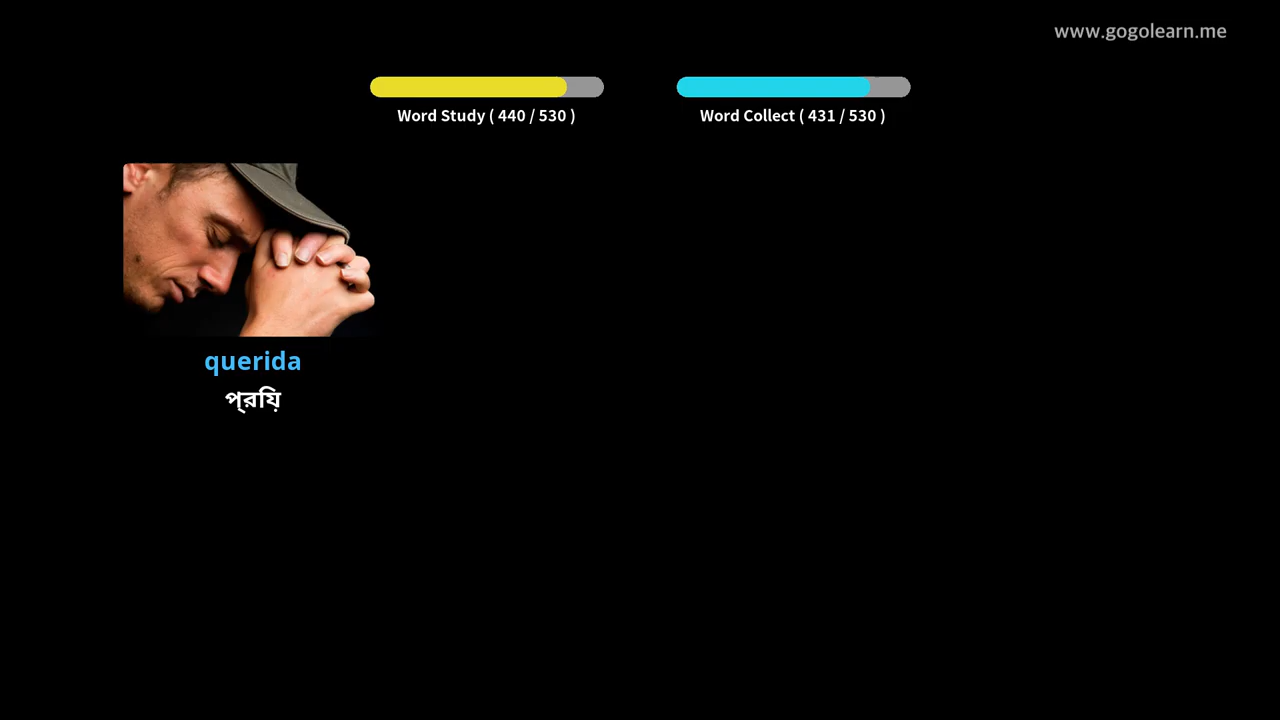 www.gogolearn.me
Word Study ( 440 / 530 )
Word Collect ( 431 / 530 )
querida
প্রিয়